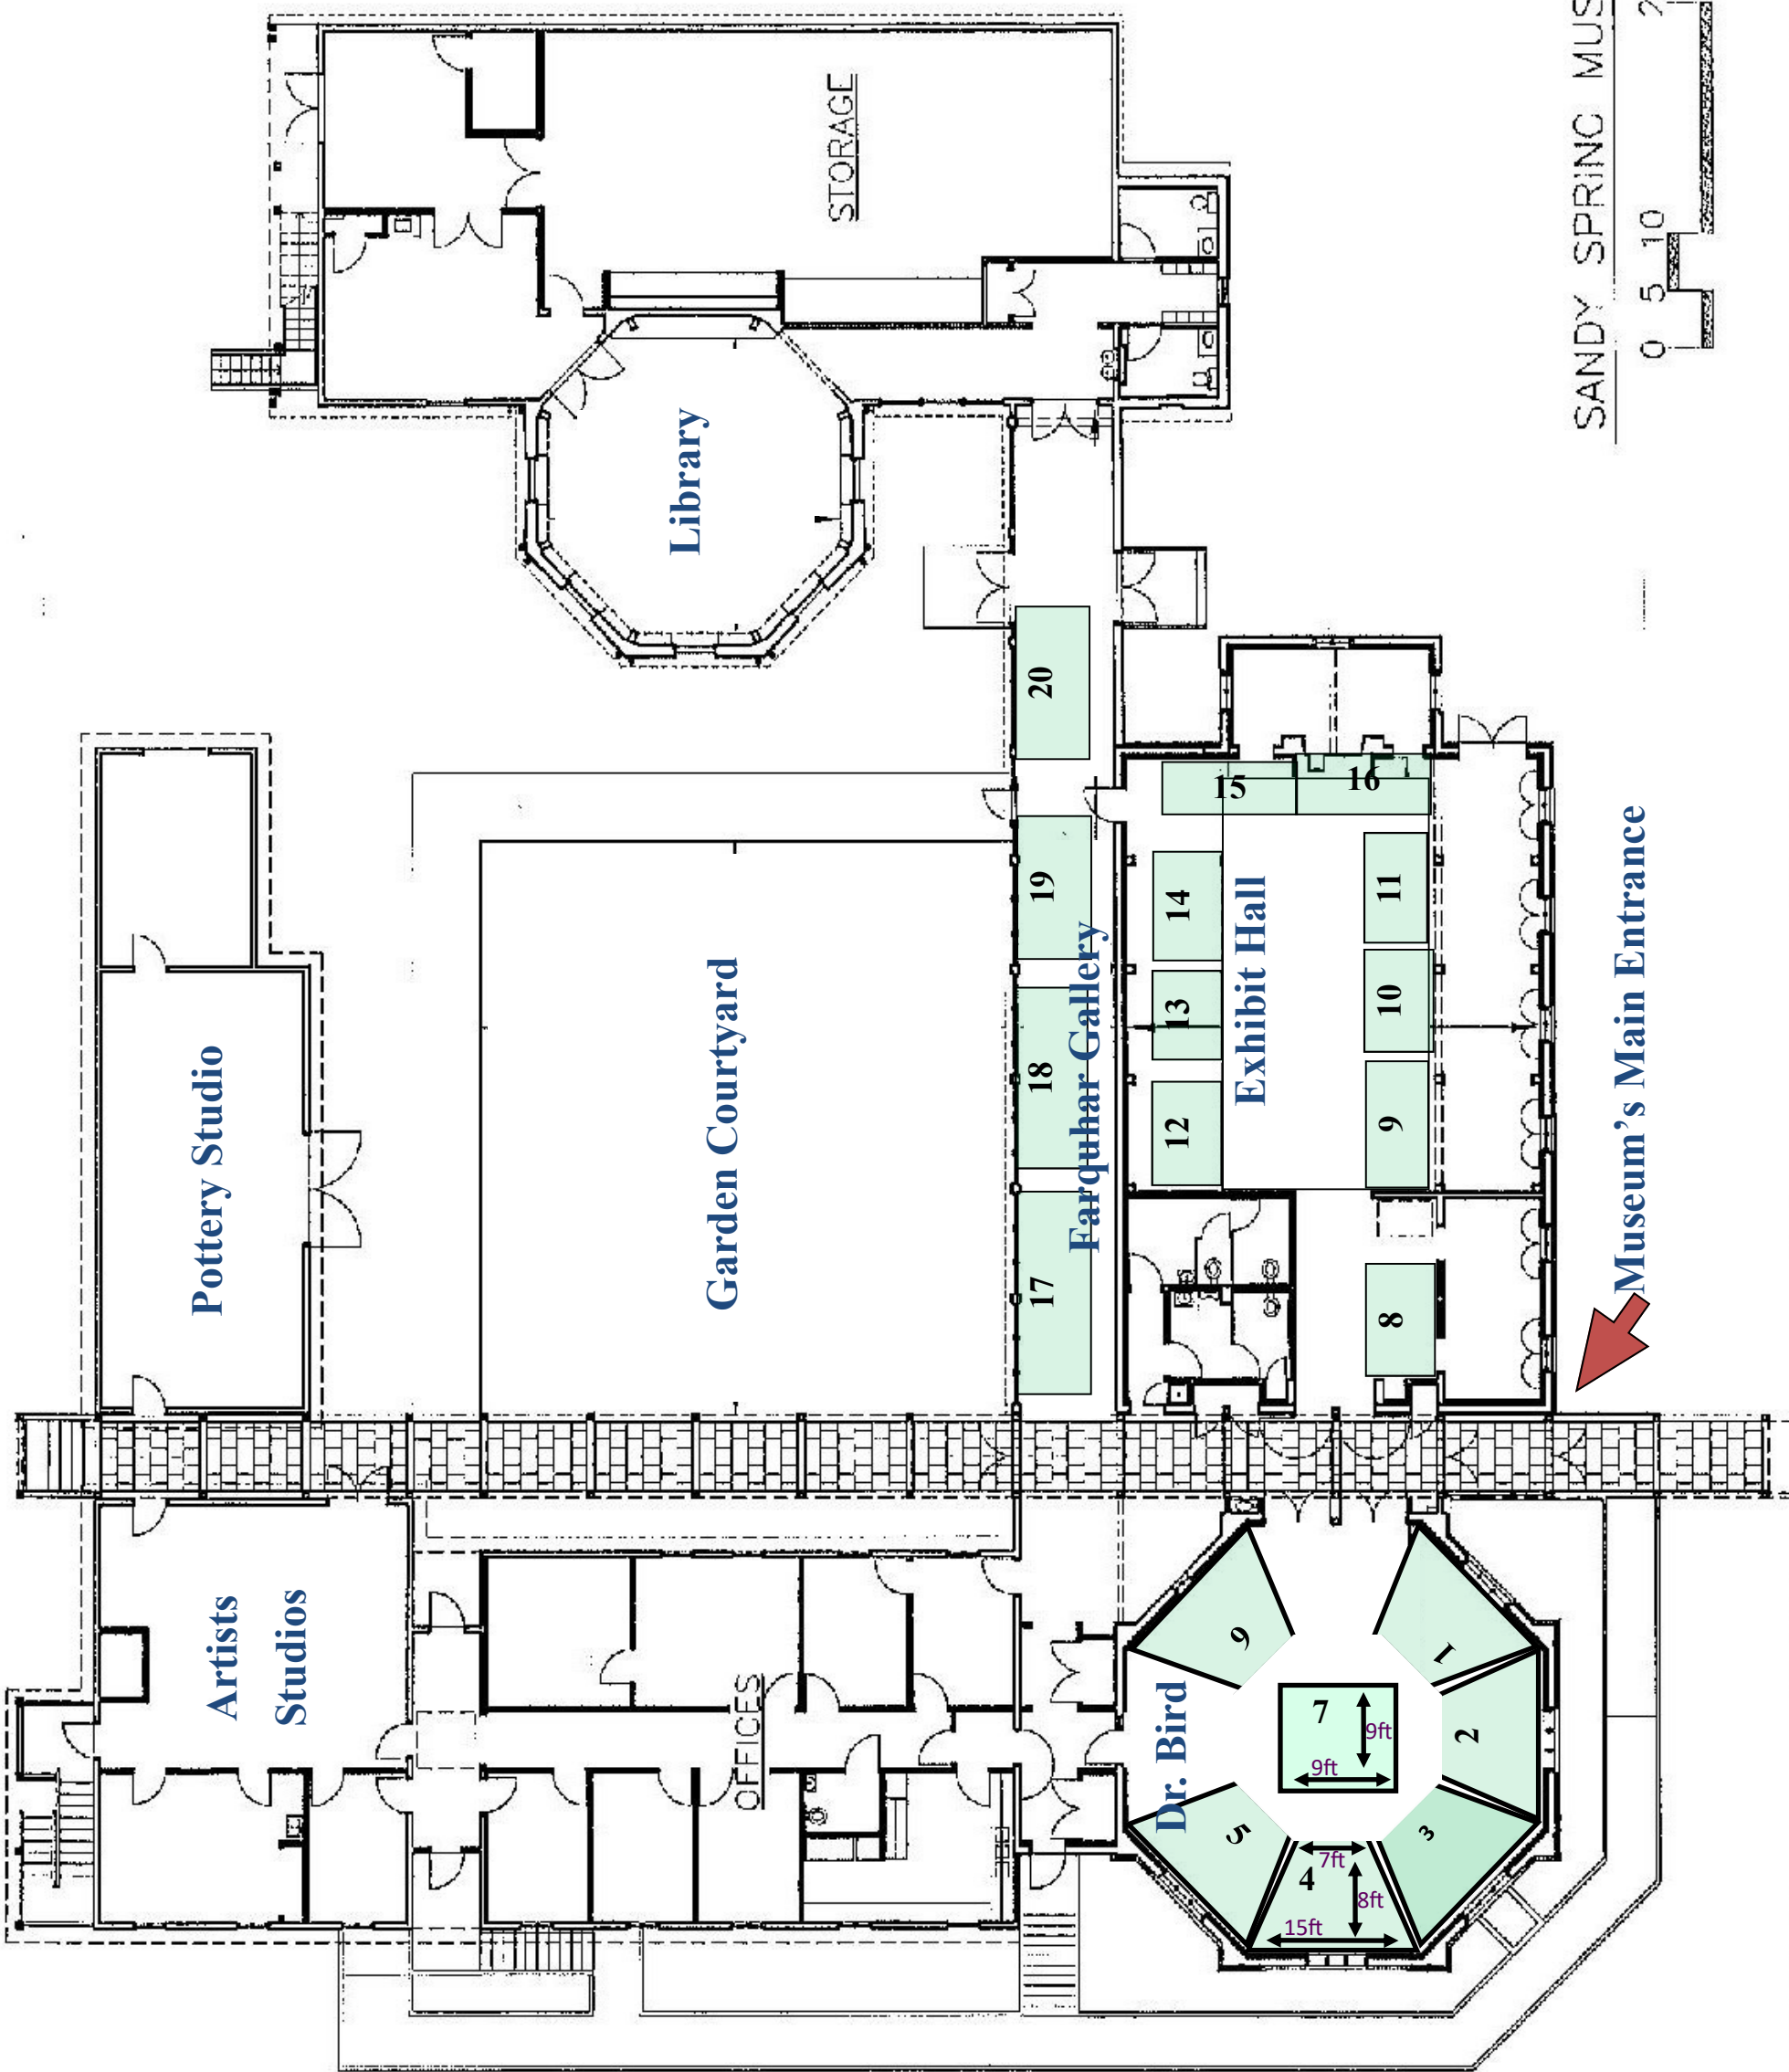 STORAGE
SANDY SPRING MUS
0 5 10 2
Library
20
15
16
19
14
11
Pottery Studio
Garden Courtyard
18
Farquhar Gallery
13
Exhibit Hall
10
Museum's Main Entrance
12
9
17
8
Artists
Studios
OFFICES
Dr. Bird
6
1
7
9ft
9ft
2
5
3
7ft
4
8ft
15ft